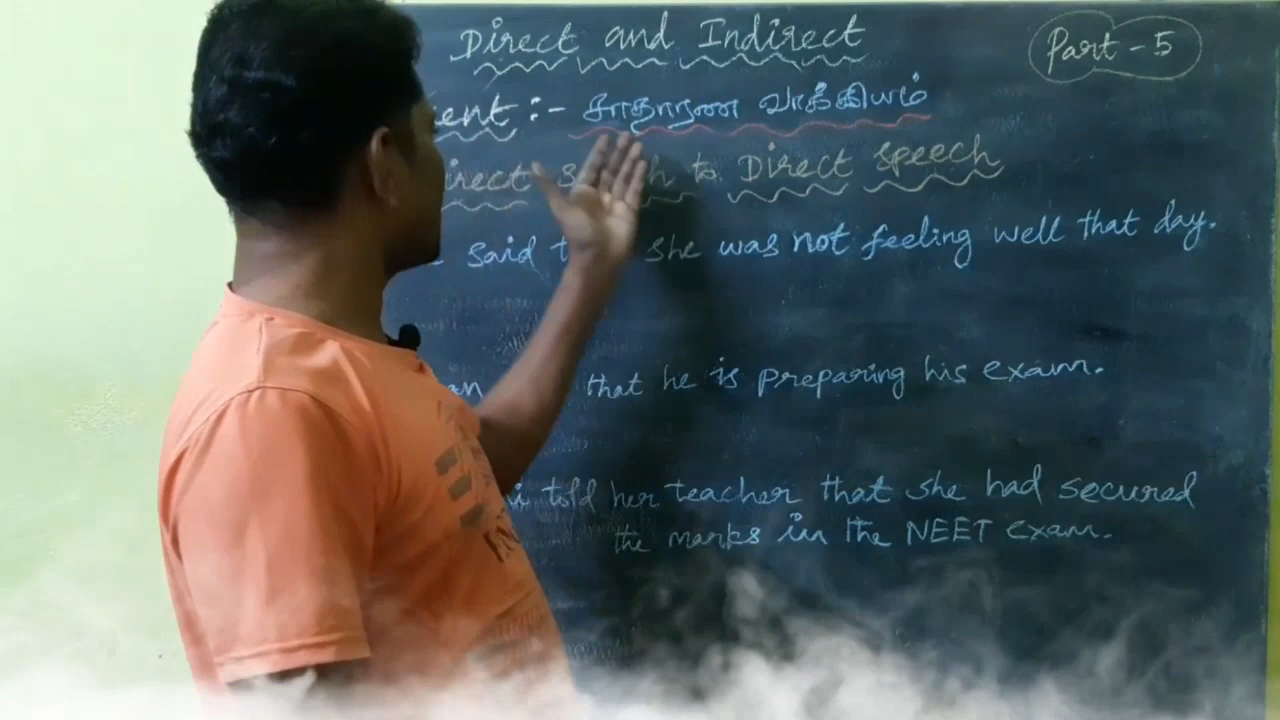 Direct and Indirect
Part - 5
ent :- சாதாரண வாக்கியம்
irect S h to Direct Speech
said t she was not feeling well that day.
an that he is preparing his exam.
i told her teacher that she had secured
the marks in the NEET exam.